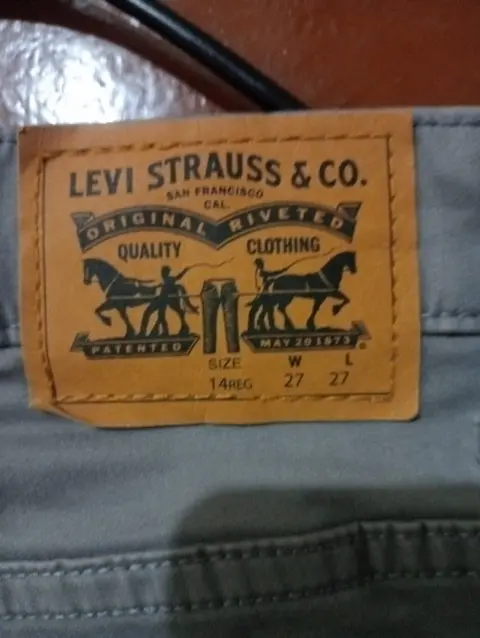 LEVI STRAUSS & CO.
SAN FRANCISCO
CAL.
ORIGINAL RIVETED
QUALITY CLOTHING
PATENTED MAY 20 1873
SIZE W L
14REG 27 27